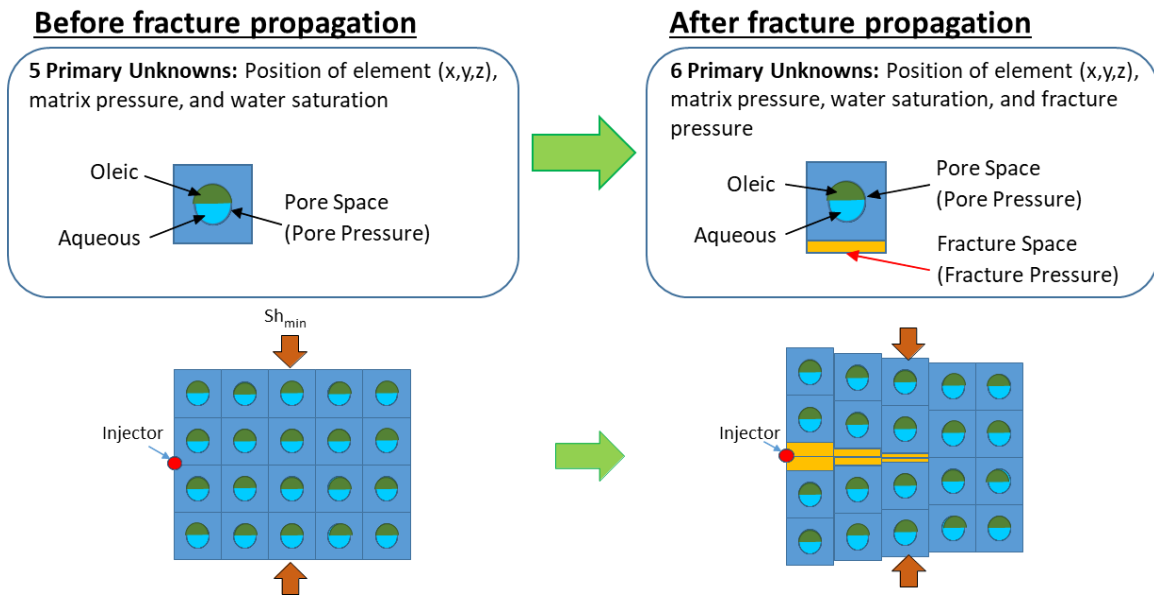 Before fracture propagation
5 Primary Unknowns: Position of element (x,y,z),
matrix pressure, and water saturation
Oleic
Aqueous
Pore Space
(Pore Pressure)
Sh_min
Injector
After fracture propagation
6 Primary Unknowns: Position of element (x,y,z),
matrix pressure, water saturation, and fracture
pressure
Oleic
Aqueous
Pore Space
(Pore Pressure)
Fracture Space
(Fracture Pressure)
Injector